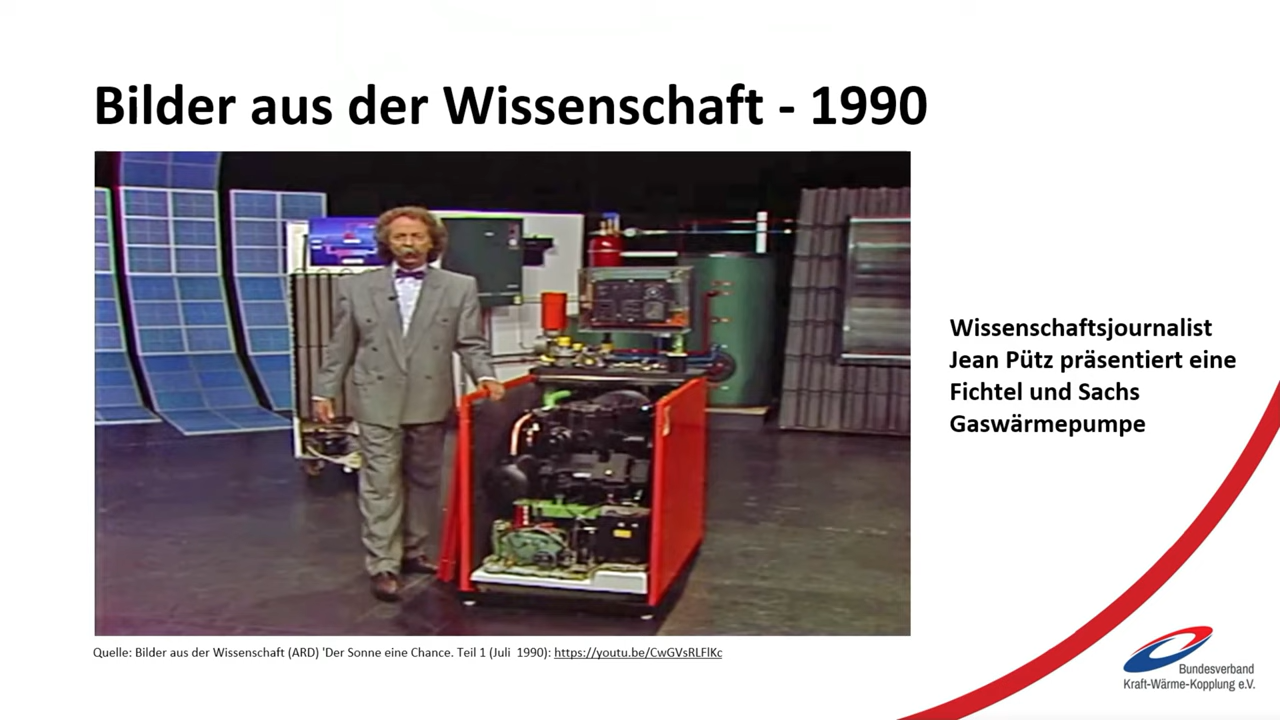 Bilder aus der Wissenschaft - 1990
Wissenschaftsjournalist
Jean Pütz präsentiert eine
Fichtel und Sachs
Gaswärmepumpe
Quelle: Bilder aus der Wissenschaft (ARD) 'Der Sonne eine Chance. Teil 1 (Juli 1990): https://youtu.be/CwGVsRLFlKc
Bundesverband
Kraft-Wärme-Kopplung e.V.